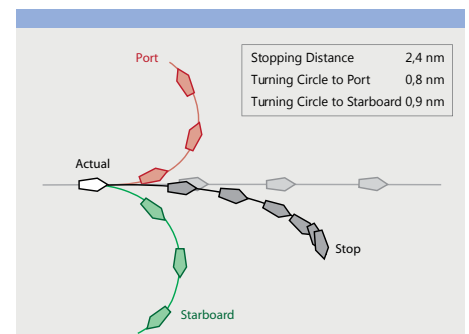 Port
Stopping Distance 2,4 nm
Turning Circle to Port 0,8 nm
Turning Circle to Starboard 0,9 nm
Actual
Stop
Starboard